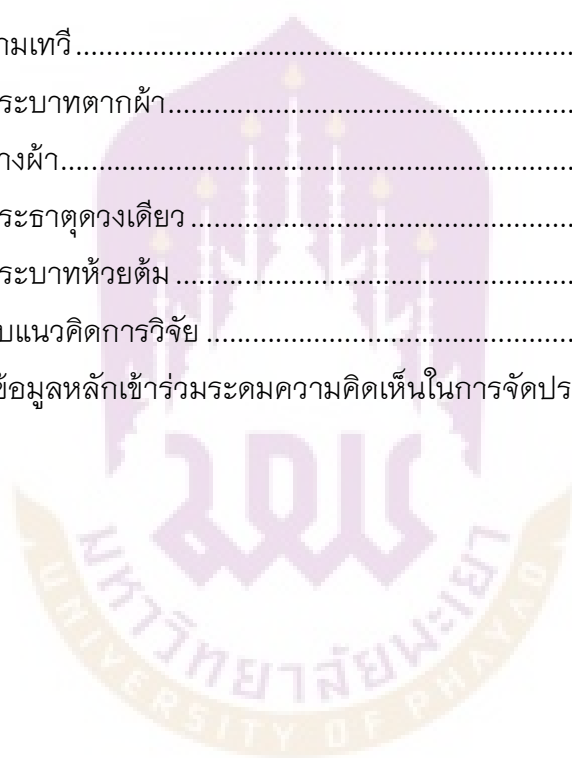 ามเทวี.......................................................................
ระบาทตากผ้า.......................................................................
างผ้า.......................................................................
ระธาตุดวงเดียว.......................................................................
ระบาทห้วยต้ม.......................................................................
บแนวคิดการวิจัย.......................................................................
ข้อมูลหลักเข้าร่วมระดมความคิดเห็นในการจัดประ
มหาวิทยาลัยพะเยา
UNIVERSITY OF PHAYAO